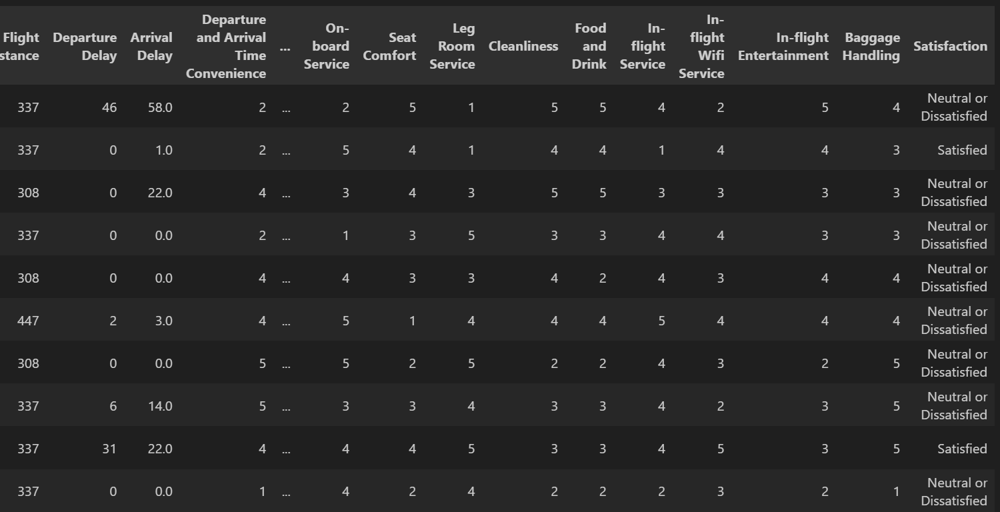 Flight stance Departure Delay Arrival Delay Departure and Arrival Time Convenience ... On-board Service Seat Comfort Leg Room Service Cleanliness Food and Drink In-flight Service In-flight Wifi Service In-flight Entertainment Baggage Handling Satisfaction
337 46 58.0 2 ... 2 5 1 5 5 4 2 5 4 Neutral or Dissatisfied
337 0 1.0 2 ... 5 4 1 4 4 1 4 4 3 Satisfied
308 0 22.0 4 ... 3 4 3 5 5 3 3 3 3 Neutral or Dissatisfied
337 0 0.0 2 ... 1 3 5 3 3 4 4 3 3 Neutral or Dissatisfied
308 0 0.0 4 ... 4 3 3 4 2 4 3 4 4 Neutral or Dissatisfied
447 2 3.0 4 ... 5 1 4 4 4 5 4 4 4 Neutral or Dissatisfied
308 0 0.0 5 ... 5 2 5 2 2 4 3 2 5 Neutral or Dissatisfied
337 6 14.0 5 ... 3 3 4 3 3 4 2 3 5 Neutral or Dissatisfied
337 31 22.0 4 ... 4 4 5 3 3 4 5 3 5 Satisfied
337 0 0.0 1 ... 4 2 4 2 2 2 3 2 1 Neutral or Dissatisfied